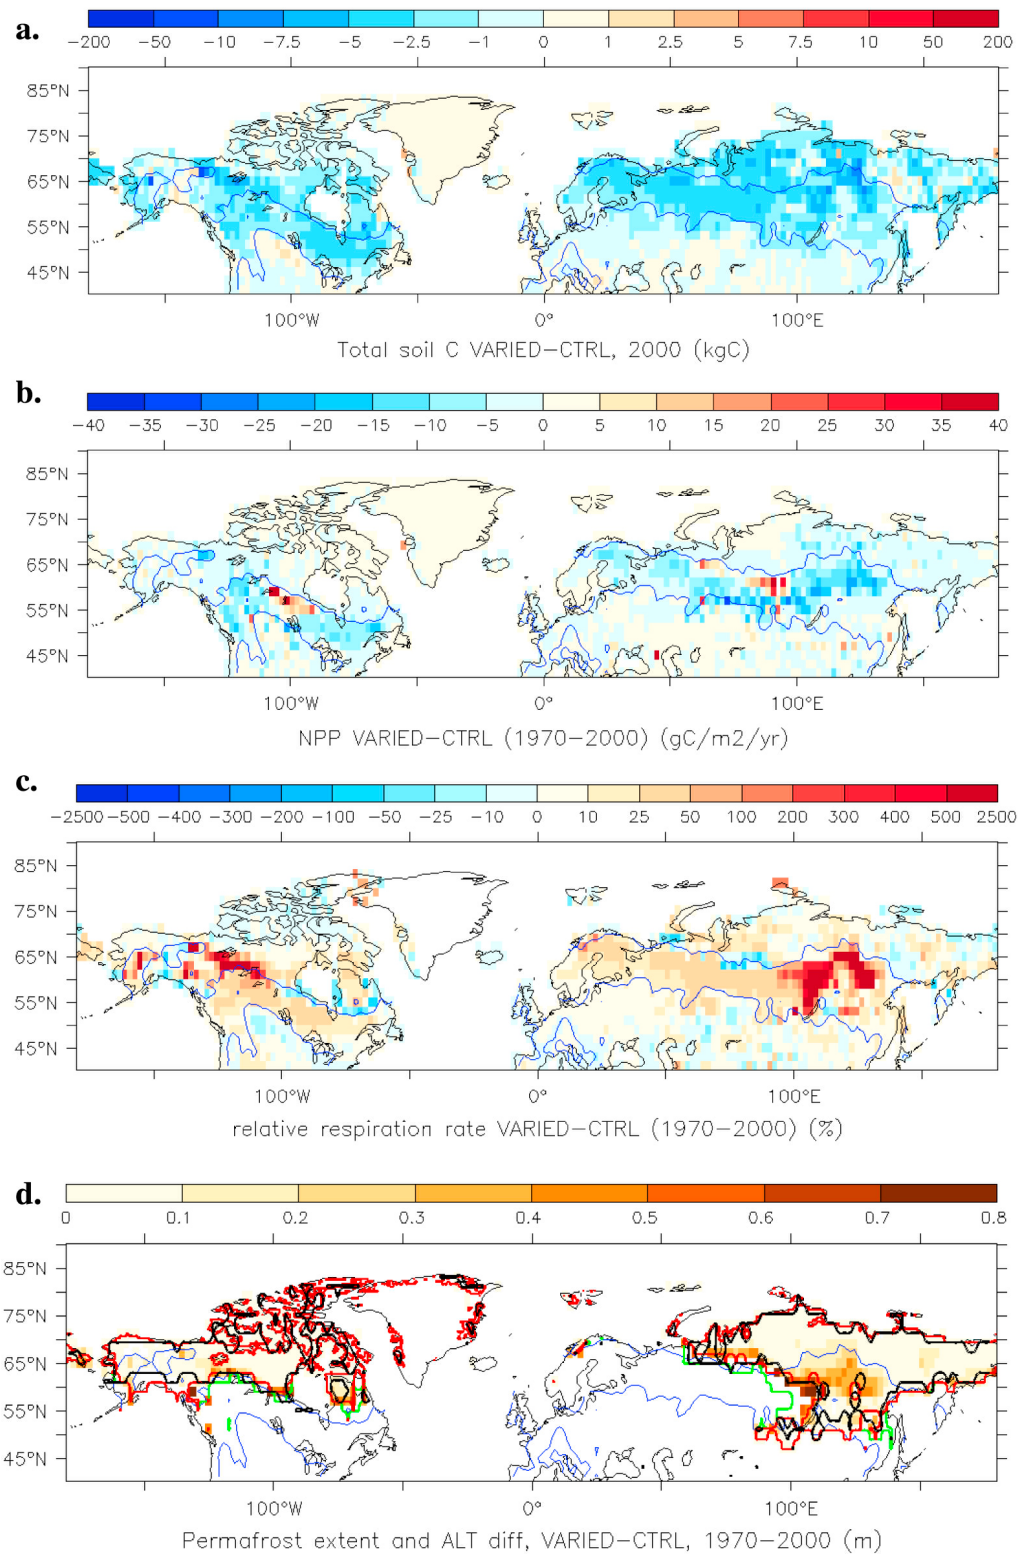 a.
−200 −50 −10 −7.5 −5 −2.5 −1 0 1 2.5 5 7.5 10 50 200
85°N
75°N
65°N
55°N
45°N
100°W 0° 100°E
Total soil C VARIED−CTRL, 2000 (kgC)
b.
−40 −35 −30 −25 −20 −15 −10 −5 0 5 10 15 20 25 30 35 40
85°N
75°N
65°N
55°N
45°N
100°W 0° 100°E
NPP VARIED−CTRL (1970−2000) (gC/m2/yr)
c.
−2500 −500 −400 −300 −200 −100 −50 −25 −10 0 10 25 50 100 200 300 400 500 2500
85°N
75°N
65°N
55°N
45°N
100°W 0° 100°E
relative respiration rate VARIED−CTRL (1970−2000) (%)
d.
0 0.1 0.2 0.3 0.4 0.5 0.6 0.7 0.8
85°N
75°N
65°N
55°N
45°N
100°W 0° 100°E
Permafrost extent and ALT diff, VARIED−CTRL, 1970−2000 (m)